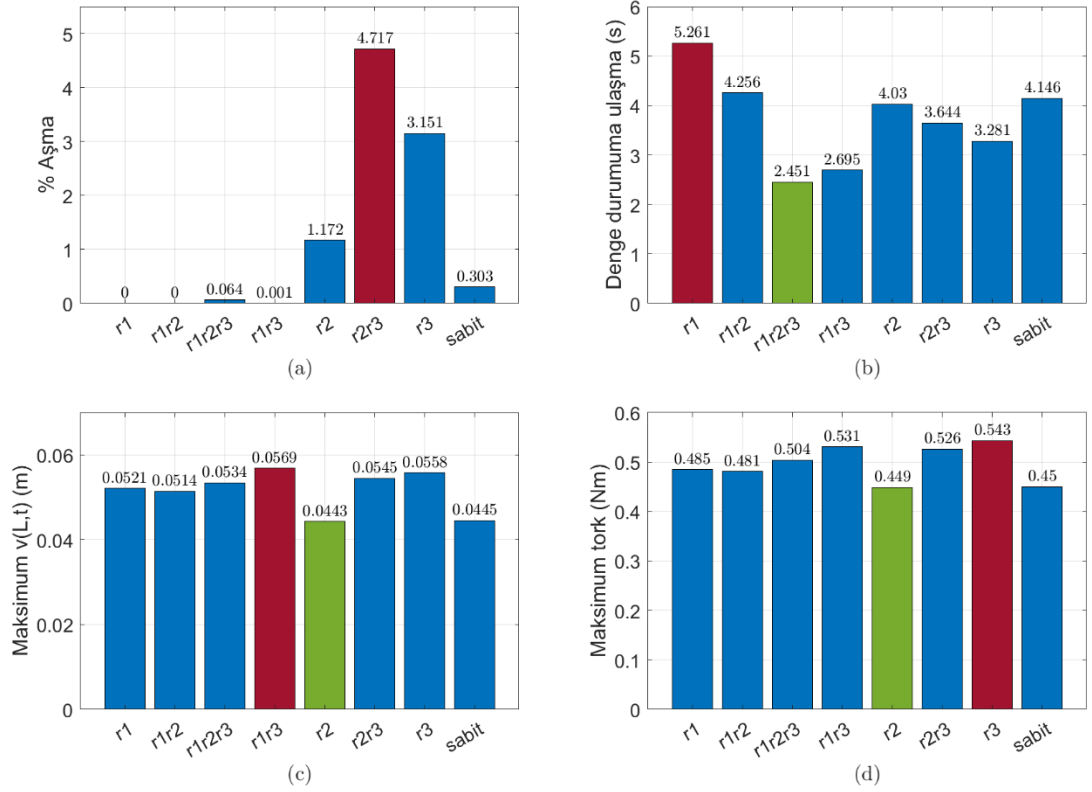 % Aşma
5
4
3
2
1
0
0
0
0.064
0.001
1.172
4.717
3.151
0.303
r1
r1r2
r1r2r3
r1r3
r2
r2r3
r3
sabit
(a)
Denge durumuma ulaşma (s)
6
5
4
3
2
1
0
5.261
4.256
2.451
2.695
4.03
3.644
3.281
4.146
r1
r1r2
r1r2r3
r1r3
r2
r2r3
r3
sabit
(b)
Maksimum v(L,t) (m)
0.06
0.04
0.02
0
0.0521
0.0514
0.0534
0.0569
0.0443
0.0545
0.0558
0.0445
r1
r1r2
r1r2r3
r1r3
r2
r2r3
r3
sabit
(c)
Maksimum tork (Nm)
0.6
0.5
0.4
0.3
0.2
0.1
0
0.485
0.481
0.504
0.531
0.449
0.526
0.543
0.45
r1
r1r2
r1r2r3
r1r3
r2
r2r3
r3
sabit
(d)